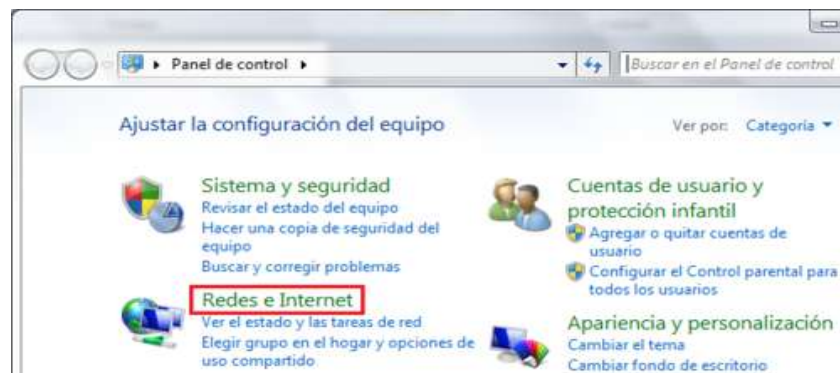 Panel de control
Buscar en el Panel de control
Ajustar la configuración del equipo
Ver por: Categoría
Sistema y seguridad
Revisar el estado del equipo
Hacer una copia de seguridad del
equipo
Buscar y corregir problemas
Redes e Internet
Ver el estado y las tareas de red
Elegir grupo en el hogar y opciones de
uso compartido
Cuentas de usuario y
protección infantil
Agregar o quitar cuentas de
usuario
Configurar el Control parental para
todos los usuarios
Apariencia y personalización
Cambiar el tema
Cambiar fondo de escritorio